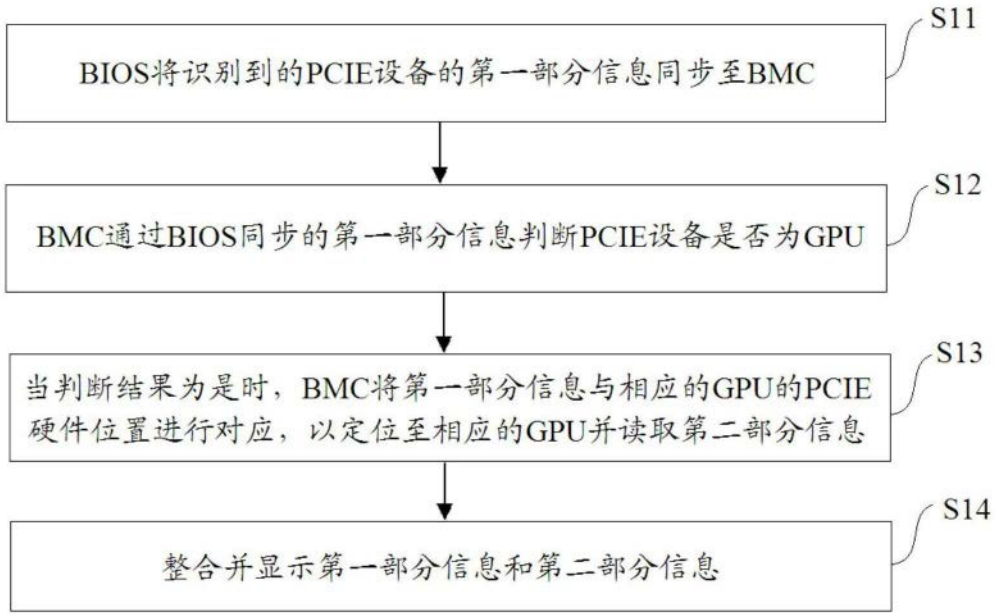 S11
BIOS将识别到的PCIE设备的第一部分信息同步至BMC
S12
BMC通过BIOS同步的第一部分信息判断PCIE设备是否为GPU
S13
当判断结果为是时，BMC将第一部分信息与相应的GPU的PCIE
硬件位置进行对应，以定位至相应的GPU并读取第二部分信息
S14
整合并显示第一部分信息和第二部分信息